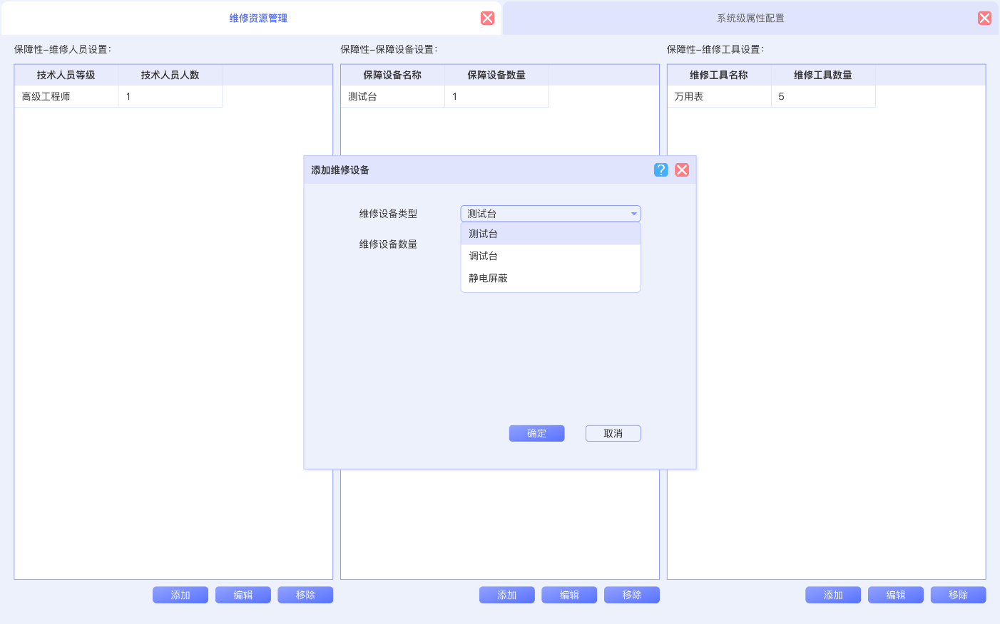 维修资源管理
系统级属性配置
保障性-维修人员设置:
保障性-保障设备设置:
保障性-维修工具设置:
技术人员等级 技术人员人数
保障设备名称 保障设备数量
维修工具名称 维修工具数量
高级工程师 1
测试台 1
万用表 5
添加维修设备
?
维修设备类型 测试台
测试台
维修设备数量
调试台
静电屏蔽
确定 取消
添加 编辑 移除
添加 编辑 移除
添加 编辑 移除